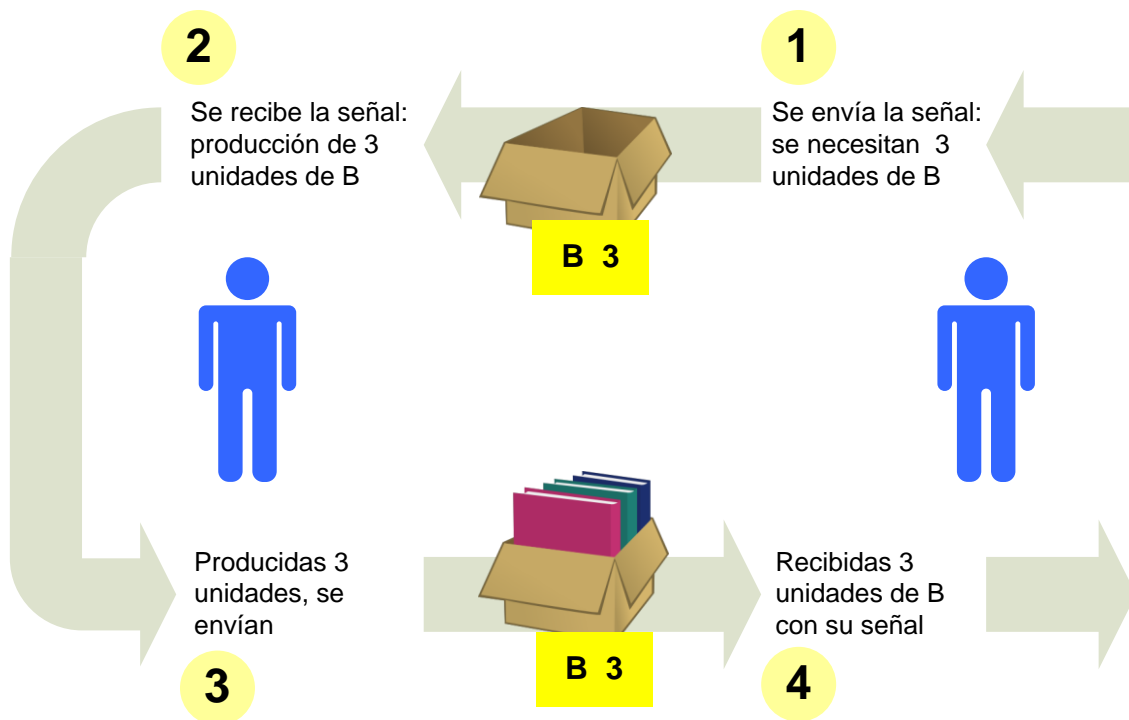 2
Se recibe la señal:
producción de 3
unidades de B
1
Se envía la señal:
se necesitan 3
unidades de B
B 3
Producidas 3
unidades, se
envían
3
B 3
Recibidas 3
unidades de B
con su señal
4